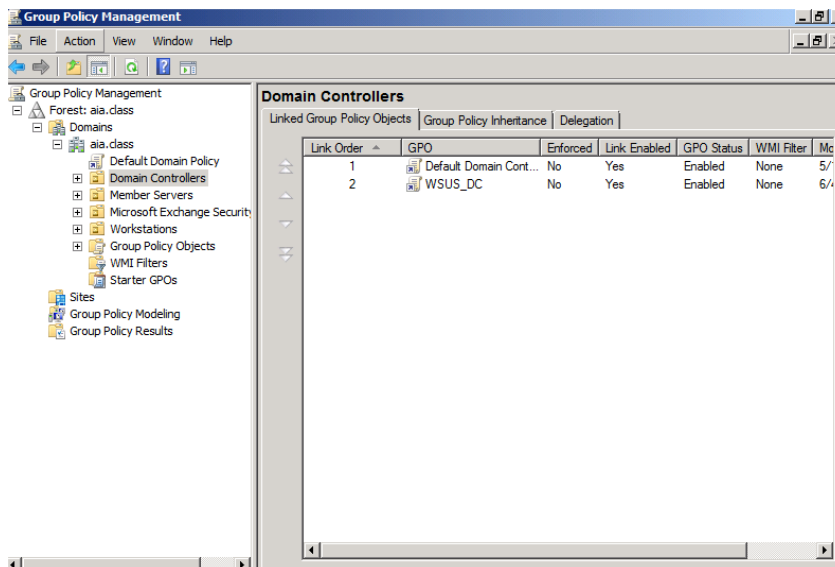 Group Policy Management
File Action View Window Help
Group Policy Management
Forest: aia.class
Domains
aia.class
Default Domain Policy
Domain Controllers
Member Servers
Microsoft Exchange Security
Workstations
Group Policy Objects
WMI Filters
Starter GPOs
Sites
Group Policy Modeling
Group Policy Results
Domain Controllers
Linked Group Policy Objects Group Policy Inheritance Delegation
Link Order GPO Enforced Link Enabled GPO Status WMI Filter
1 Default Domain Cont... No Yes Enabled None
2 WSUS_DC No Yes Enabled None